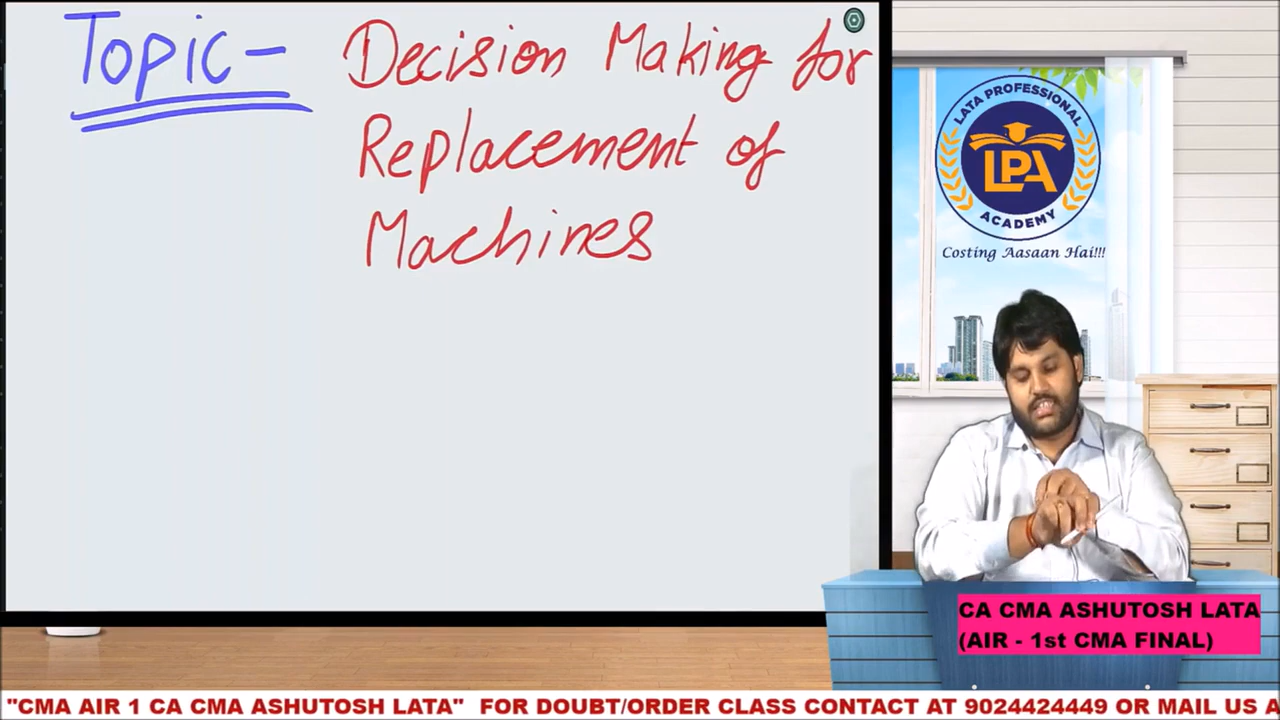 Topic - Decision Making for
Replacement of
Machines
LATA PROFESSIONAL
LPA
ACADEMY
Costing Aasaan Hai!!!
CA CMA ASHUTOSH LATA
(AIR - 1st CMA FINAL)
"CMA AIR 1 CA CMA ASHUTOSH LATA" FOR DOUBT/ORDER CLASS CONTACT AT 9024424449 OR MAIL US A